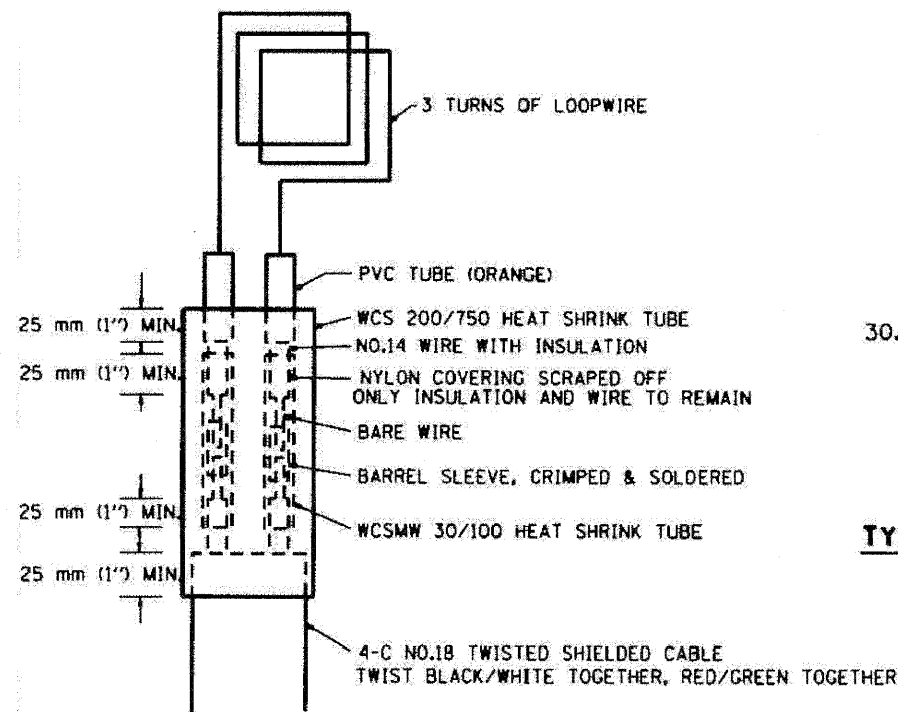 3 TURNS OF LOOPWIRE
PVC TUBE (ORANGE)
25 mm (1") MIN.
WCS 200/750 HEAT SHRINK TUBE
30.
NO.14 WIRE WITH INSULATION
25 mm (1") MIN.
NYLON COVERING SCRAPED OFF
ONLY INSULATION AND WIRE TO REMAIN
BARE WIRE
BARREL SLEEVE, CRIMPED & SOLDERED
25 mm (1") MIN.
WCSMW 30/100 HEAT SHRINK TUBE
TY
25 mm (1") MIN.
4-C NO.18 TWISTED SHIELDED CABLE
TWIST BLACK/WHITE TOGETHER, RED/GREEN TOGETHER